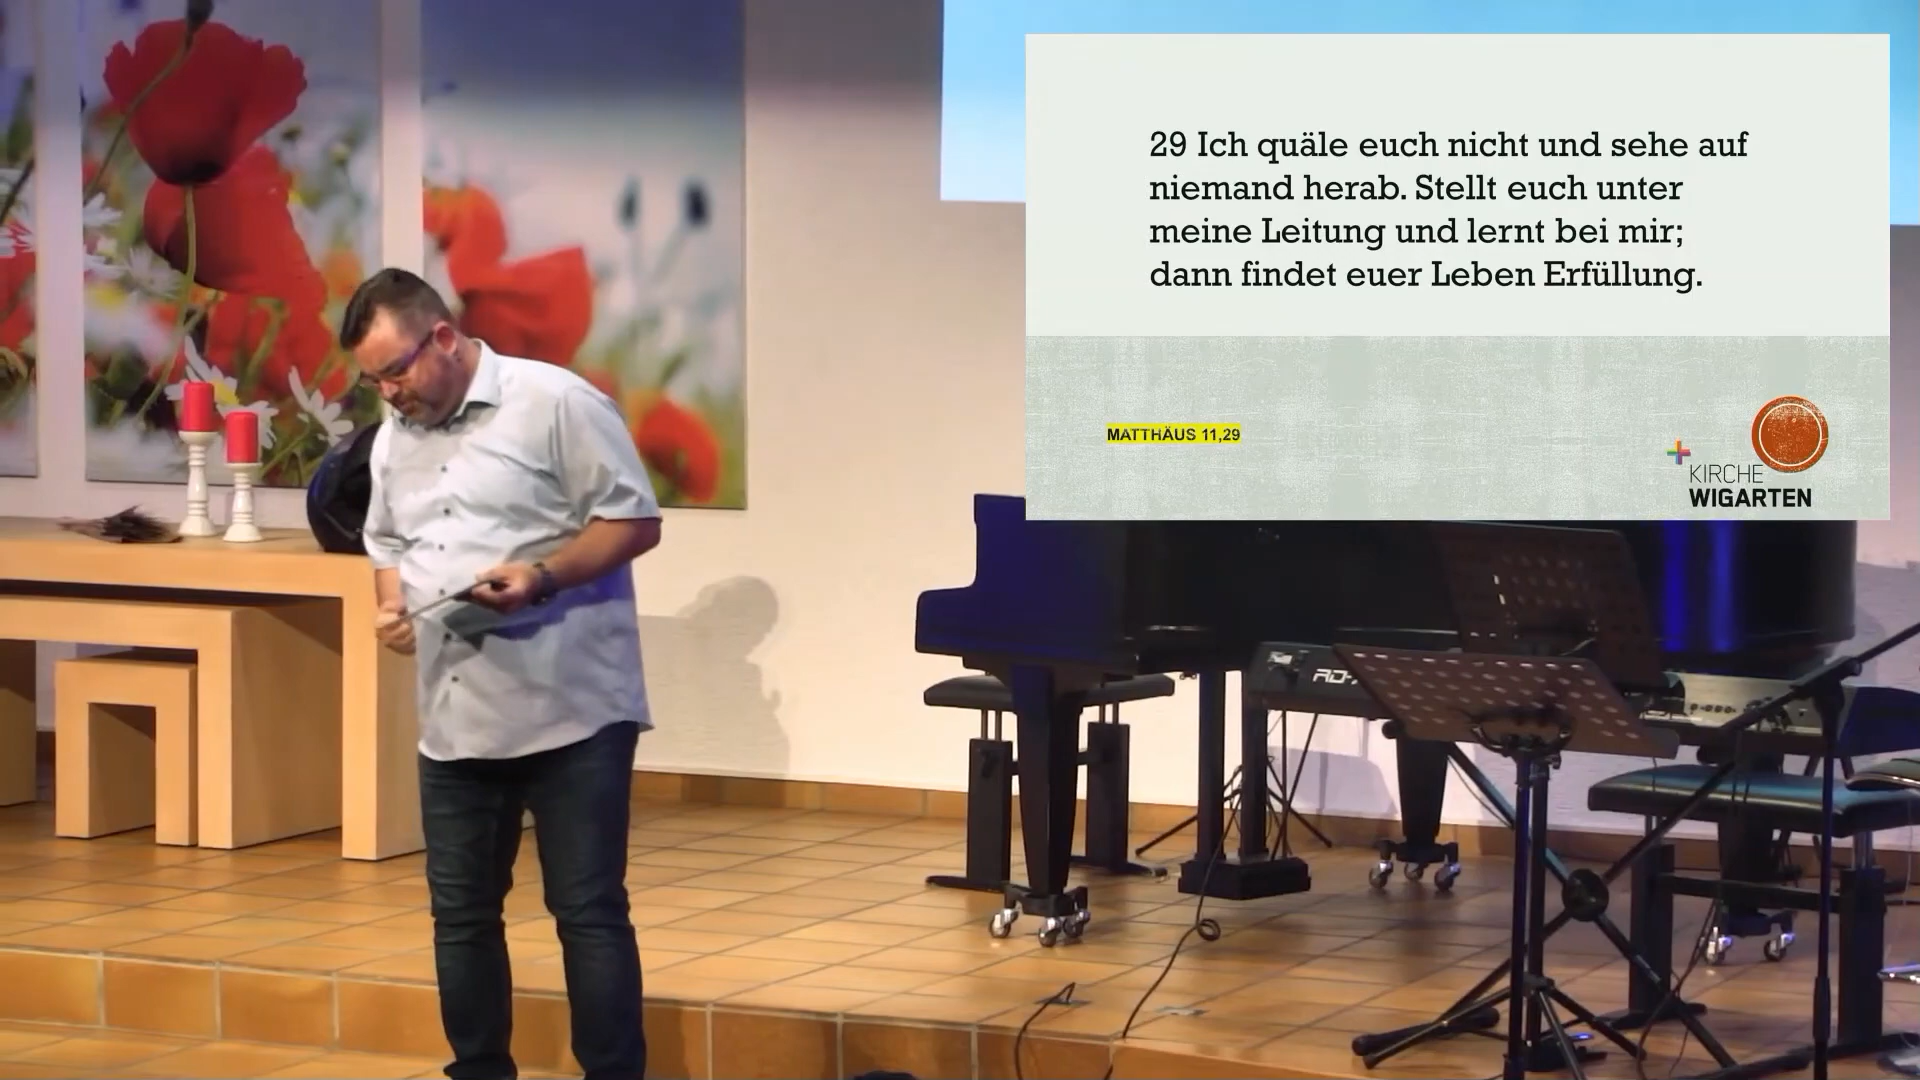 29 Ich quäle euch nicht und sehe auf
niemand herab. Stellt euch unter
meine Leitung und lernt bei mir;
dann findet euer Leben Erfüllung.
MATTHÄUS 11,29
KIRCHE
WIGARTEN